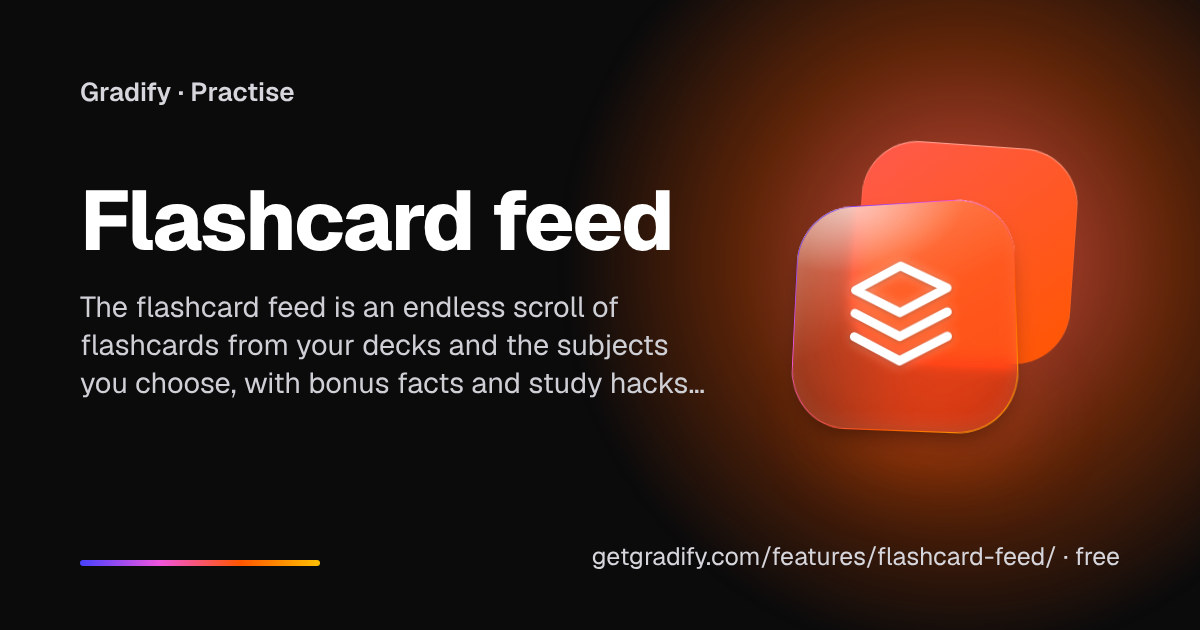 Gradify · Practise
Flashcard feed
The flashcard feed is an endless scroll of
flashcards from your decks and the subjects
you choose, with bonus facts and study hacks...
getgradify.com/features/flashcard-feed/ · free